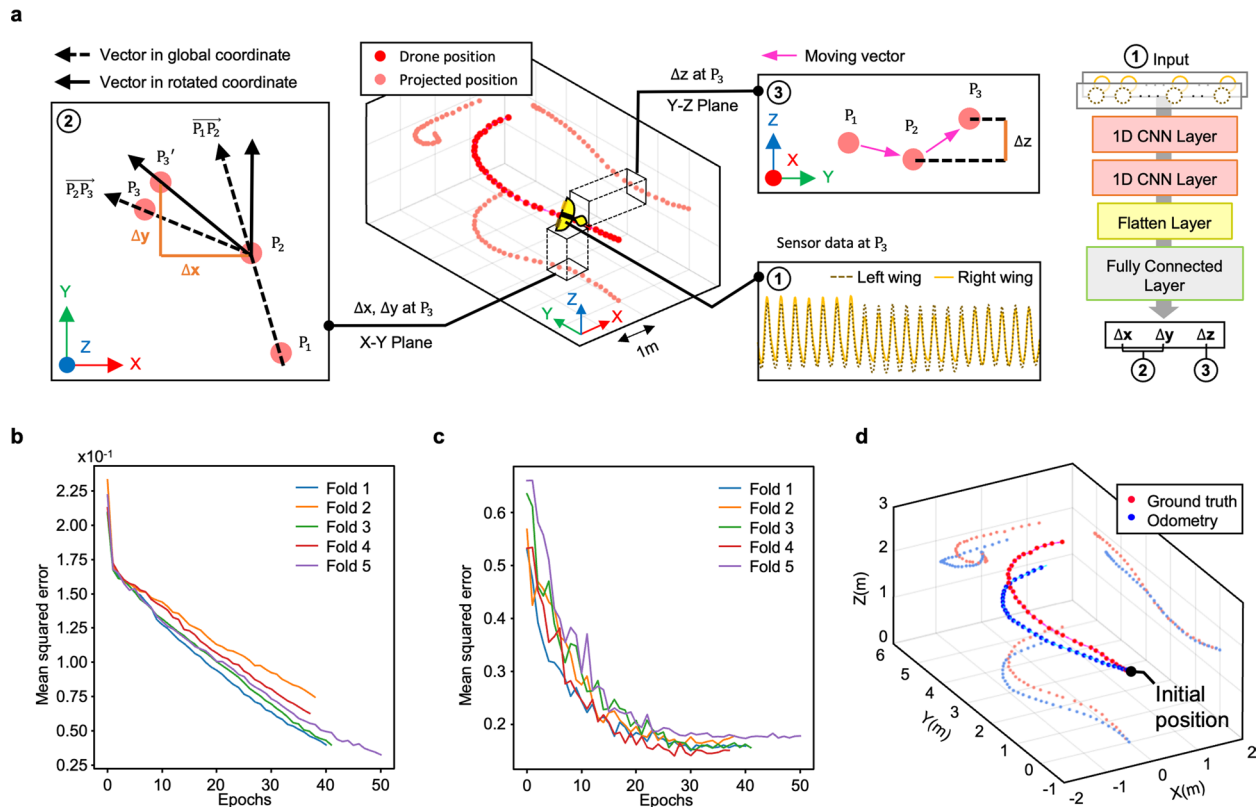 a
Vector in global coordinate
Vector in rotated coordinate
②
P₁P₂
P₃′
P₂P₃
P₃
P₂
Δy
Δx
P₁
Y
Z
X
Drone position
Projected position
Δx, Δy at P₃
X-Y Plane
Z
Y
X
1m
Δz at P₃
Y-Z Plane
Moving vector
③
P₁
P₂
P₃
Δz
Z
X
Y
Sensor data at P₃
①
Left wing
Right wing
① Input
1D CNN Layer
1D CNN Layer
Flatten Layer
Fully Connected
Layer
Δx Δy Δz
② ③
b
×10⁻¹
2.25
2.00
1.75
1.50
1.25
1.00
0.75
0.50
0.25
Mean squared error
0 10 20 30 40 50
Epochs
Fold 1
Fold 2
Fold 3
Fold 4
Fold 5
c
0.6
0.5
0.4
0.3
0.2
Mean squared error
0 10 20 30 40 50
Epochs
Fold 1
Fold 2
Fold 3
Fold 4
Fold 5
d
Ground truth
Odometry
3
2
1
0
Z(m)
6
5
4
3
2
1
0
-1
Y(m)
-2
-1
0
1
2
X(m)
Initial
position